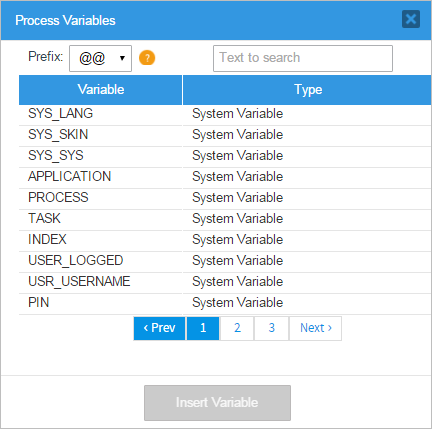 Process Variables
Prefix: @@ ? Text to search
Variable Type
SYS_LANG System Variable
SYS_SKIN System Variable
SYS_SYS System Variable
APPLICATION System Variable
PROCESS System Variable
TASK System Variable
INDEX System Variable
USER_LOGGED System Variable
USR_USERNAME System Variable
PIN System Variable
‹ Prev 1 2 3 Next ›
Insert Variable